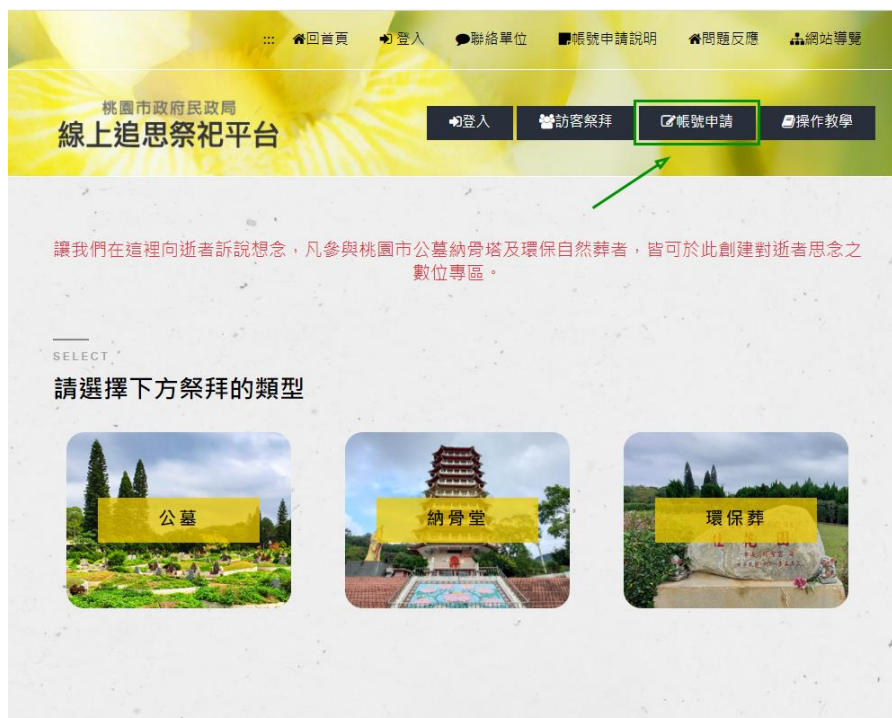 ::: 回首頁 登入 聯絡單位 帳號申請說明 問題反應 網站導覽
桃園市政府民政局
線上追思祭祀平台
登入 訪客祭拜 帳號申請 操作教學
讓我們在這裡向逝者訴說想念，凡參與桃園市公墓納骨塔及環保自然葬者，皆可於此創建對逝者思念之
數位專區。
SELECT
請選擇下方祭拜的類型
公墓 納骨堂 環保葬